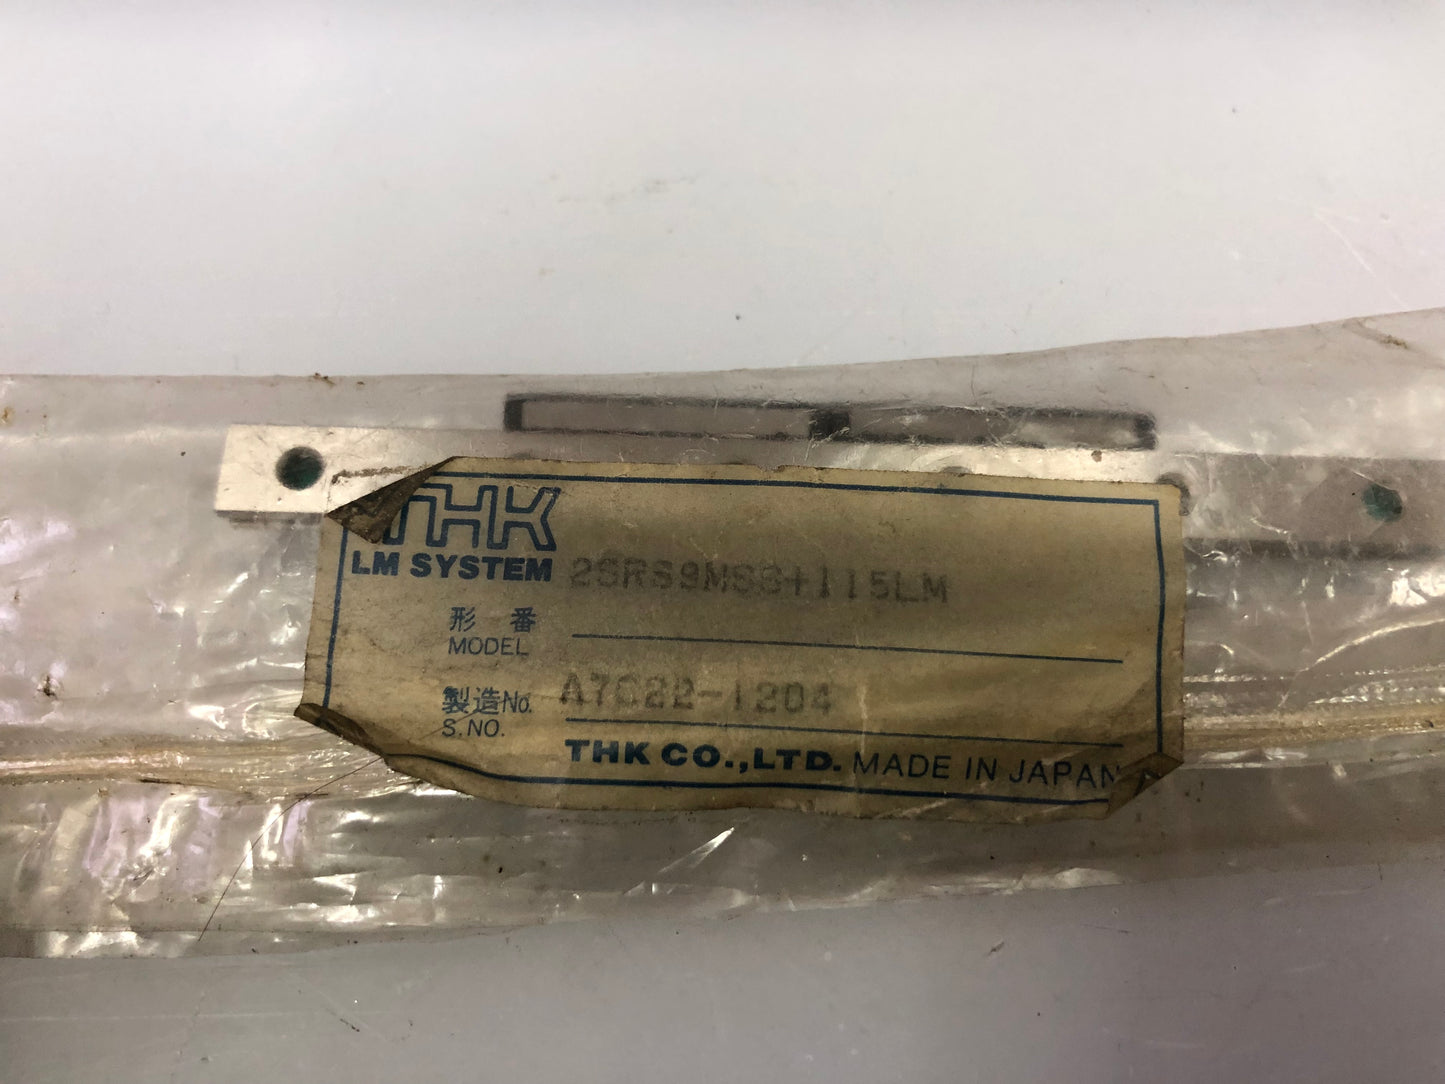 THK
LM SYSTEM
2SRS9MSS+115LM
形番
MODEL
製造No. A7C22-1204
S.NO.
THK CO.,LTD. MADE IN JAPAN